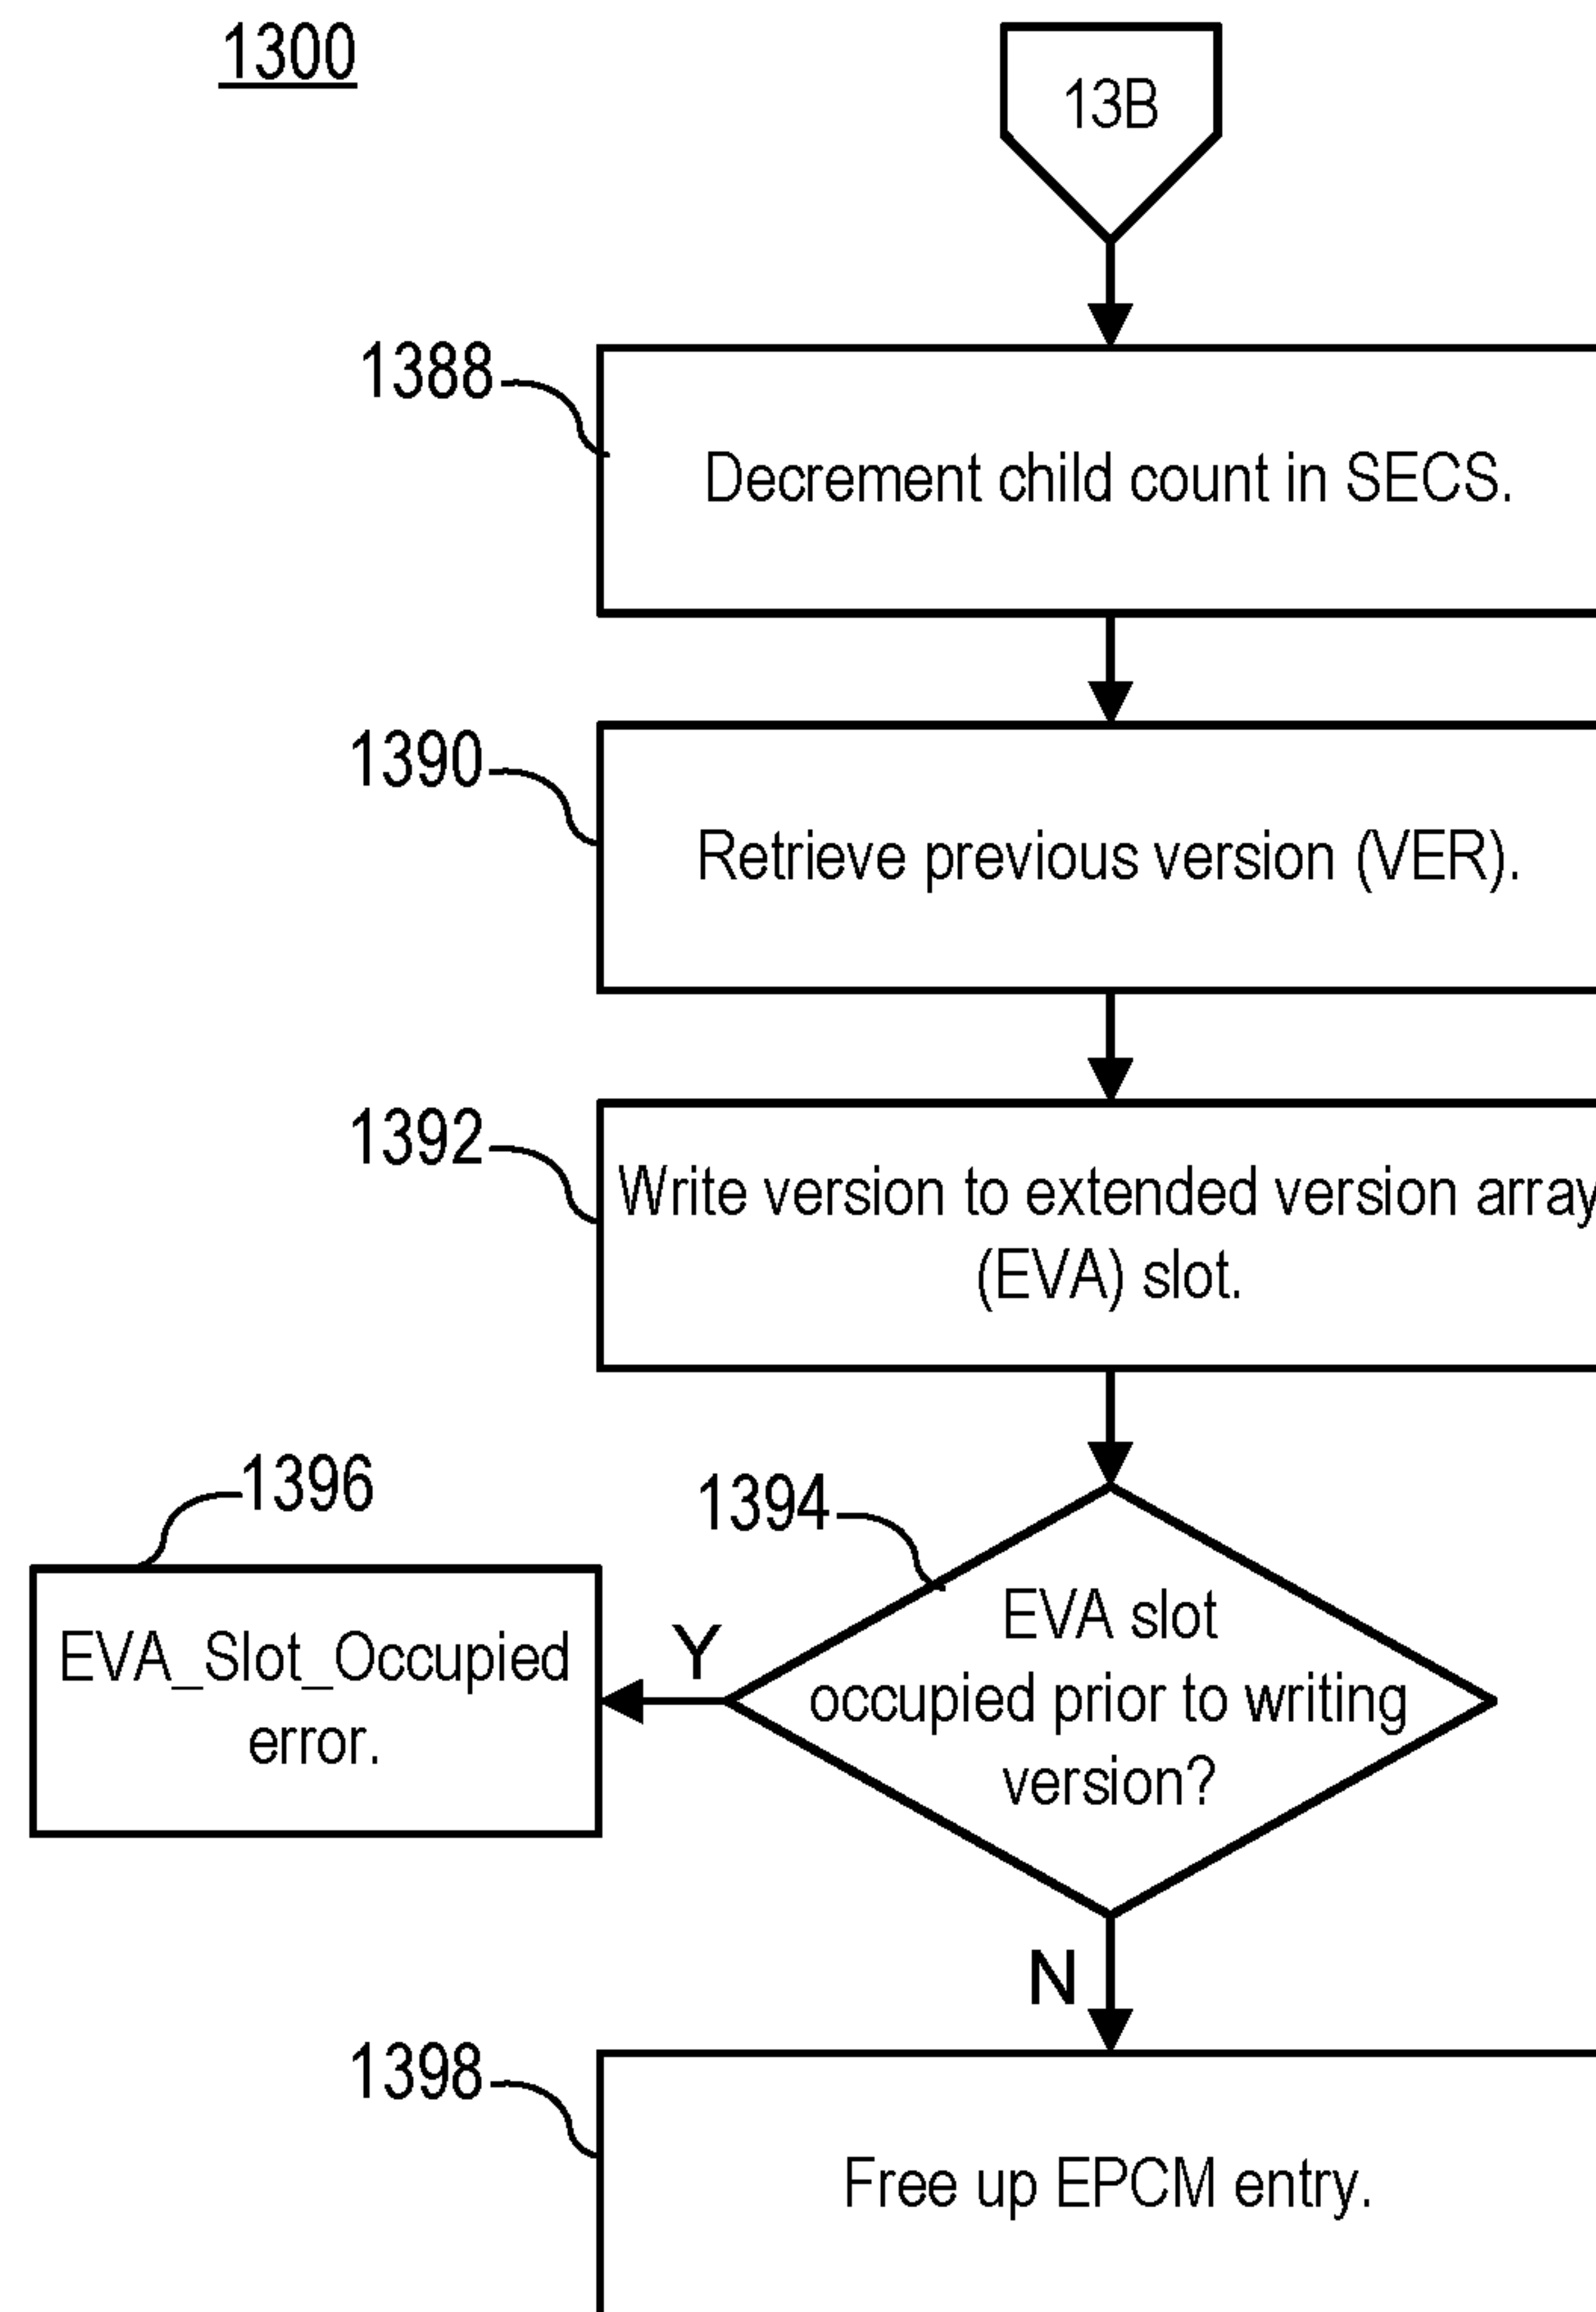 1300
13B
1388
Decrement child count in SECS.
1390
Retrieve previous version (VER).
1392
Write version to extended version array
(EVA) slot.
1396
1394
EVA_Slot_Occupied
error.
Y
EVA slot
occupied prior to writing
version?
N
1398
Free up EPCM entry.